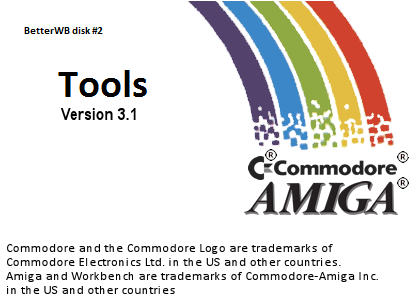 BetterWB disk #2
Tools
Version 3.1
®
Commodore®
AMIGA®
Commodore and the Commodore Logo are trademarks of
Commodore Electronics Ltd. in the US and other countries.
Amiga and Workbench are trademarks of Commodore-Amiga Inc.
in the US and other countries